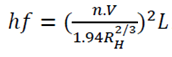 hf = (n.V / 1.94R_H^{2/3})^2 L